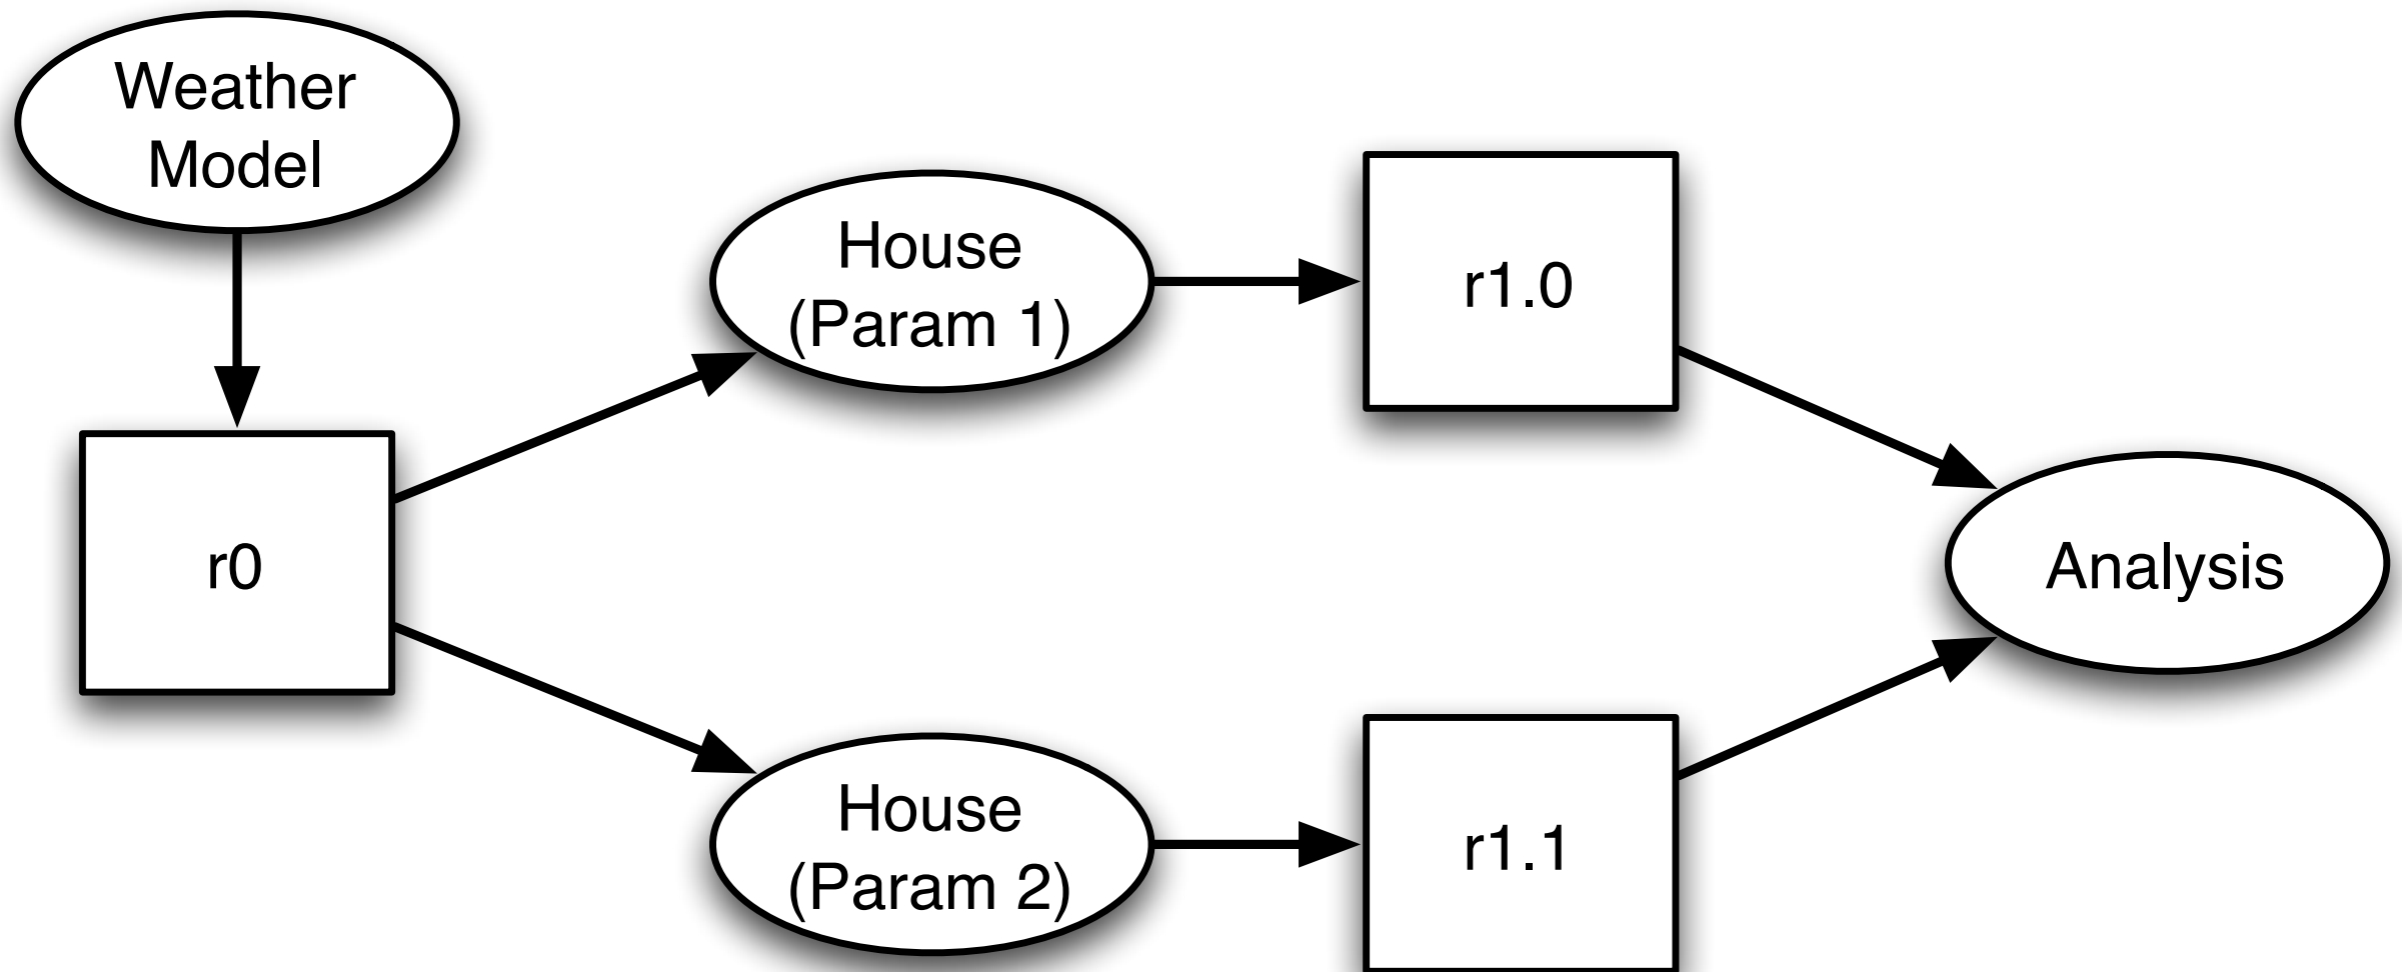 Weather
Model
r0
House
(Param 1)
r1.0
House
(Param 2)
r1.1
Analysis